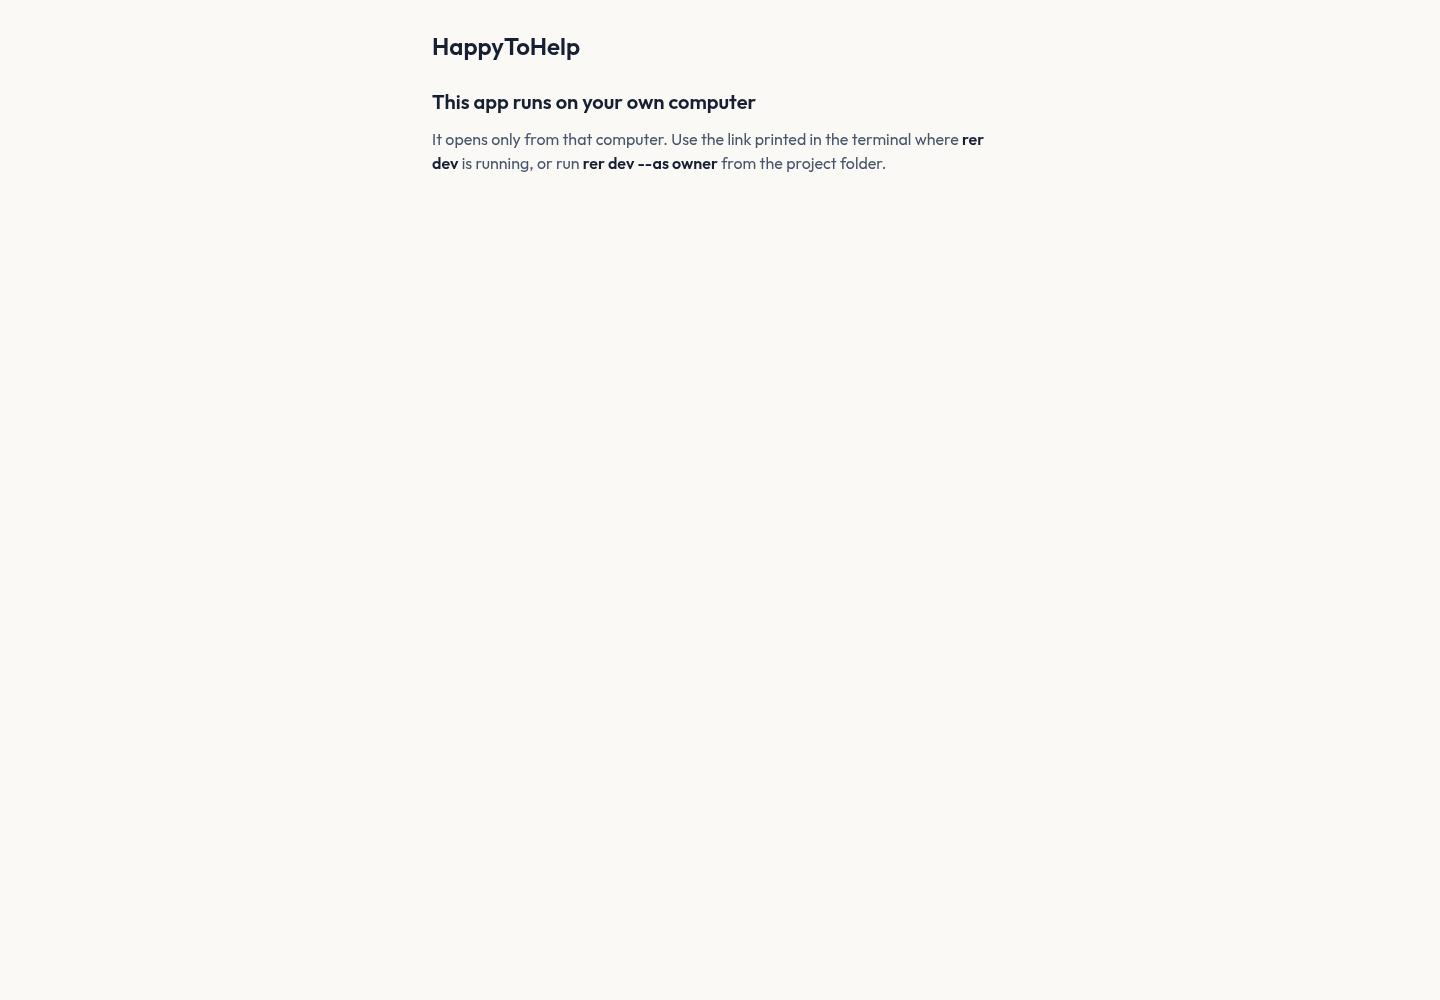 HappyToHelp
This app runs on your own computer
It opens only from that computer. Use the link printed in the terminal where rer
dev is running, or run rer dev --as owner from the project folder.